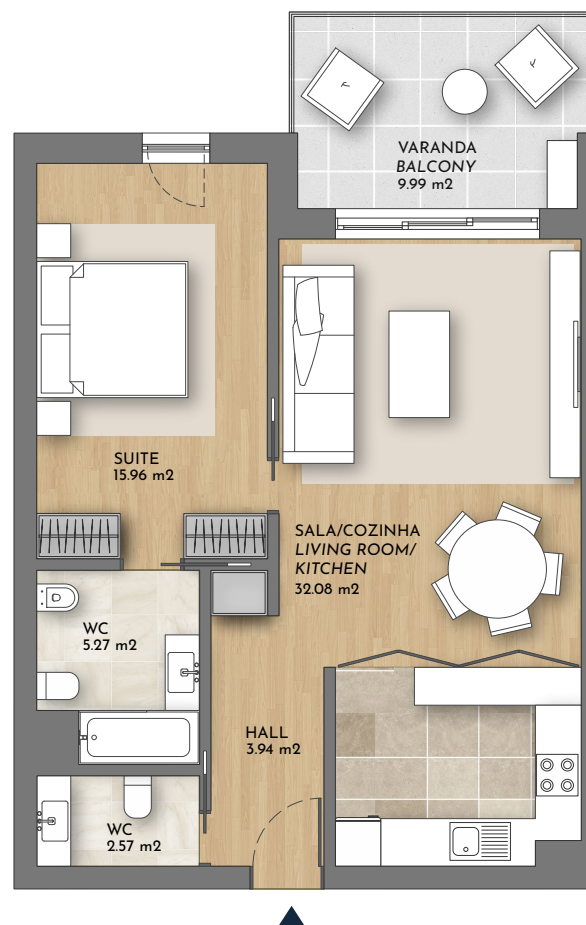 VARANDA
BALCONY
9.99 m2
SUITE
15.96 m2
SALA/COZINHA
LIVING ROOM/
KITCHEN
32.08 m2
WC
5.27 m2
HALL
3.94 m2
WC
2.57 m2